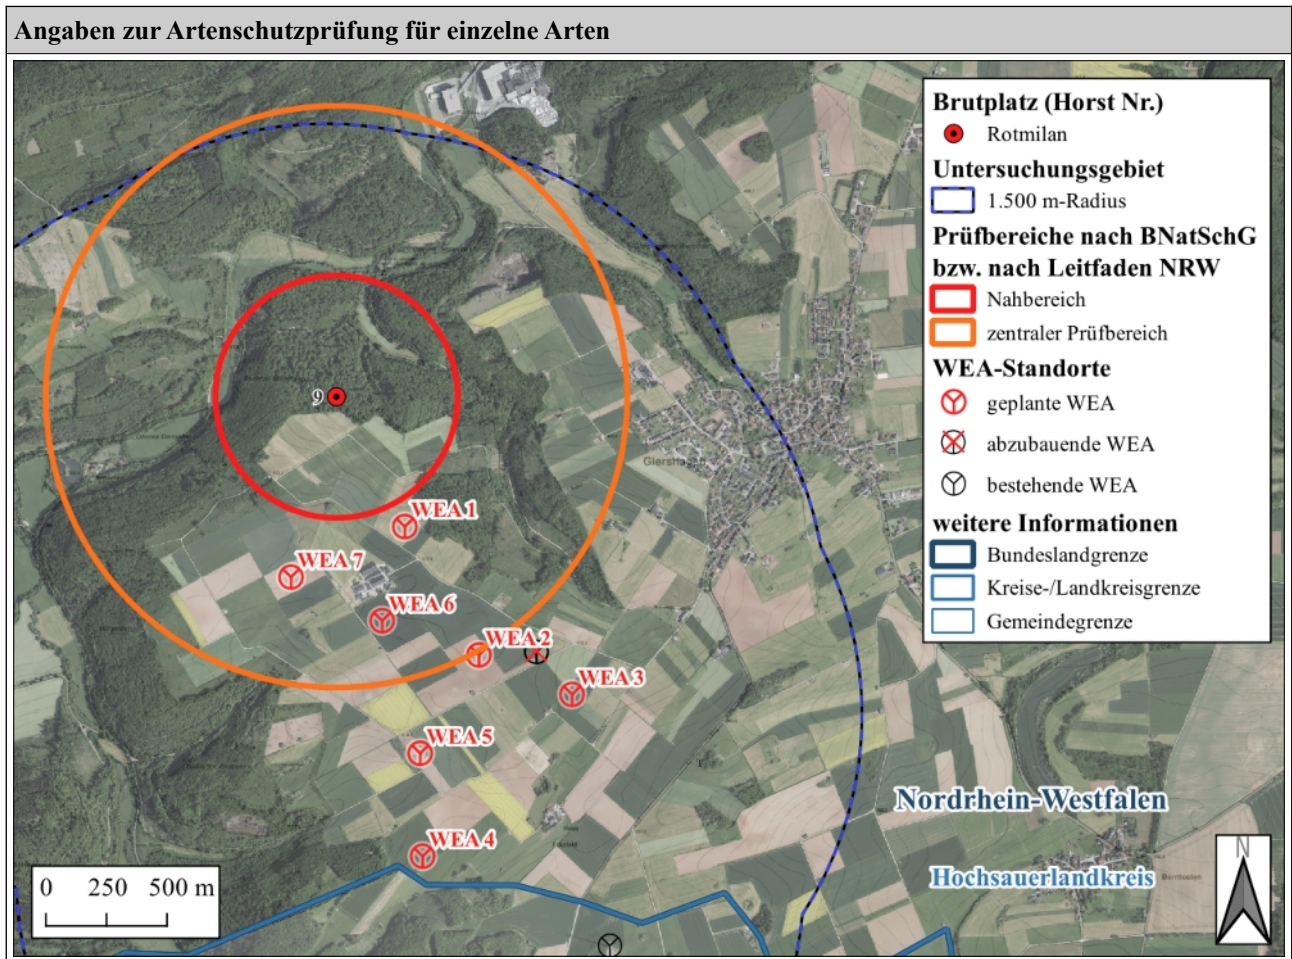 Angaben zur Artenschutzprüfung für einzelne Arten
Brutplatz (Horst Nr.)
Rotmilan
Untersuchungsgebiet
1.500 m-Radius
Prüfbereiche nach BNatSchG
bzw. nach Leitfaden NRW
Nahbereich
zentraler Prüfbereich
WEA-Standorte
geplante WEA
abzubauende WEA
bestehende WEA
weitere Informationen
Bundeslandgrenze
Kreise-/Landkreisgrenze
Gemeindegrenze
9
Giershagen
WEA 1
WEA 7
WEA 6
WEA 2
WEA 3
WEA 5
WEA 4
Nordrhein-Westfalen
Hochsauerlandkreis
N
0 250 500 m